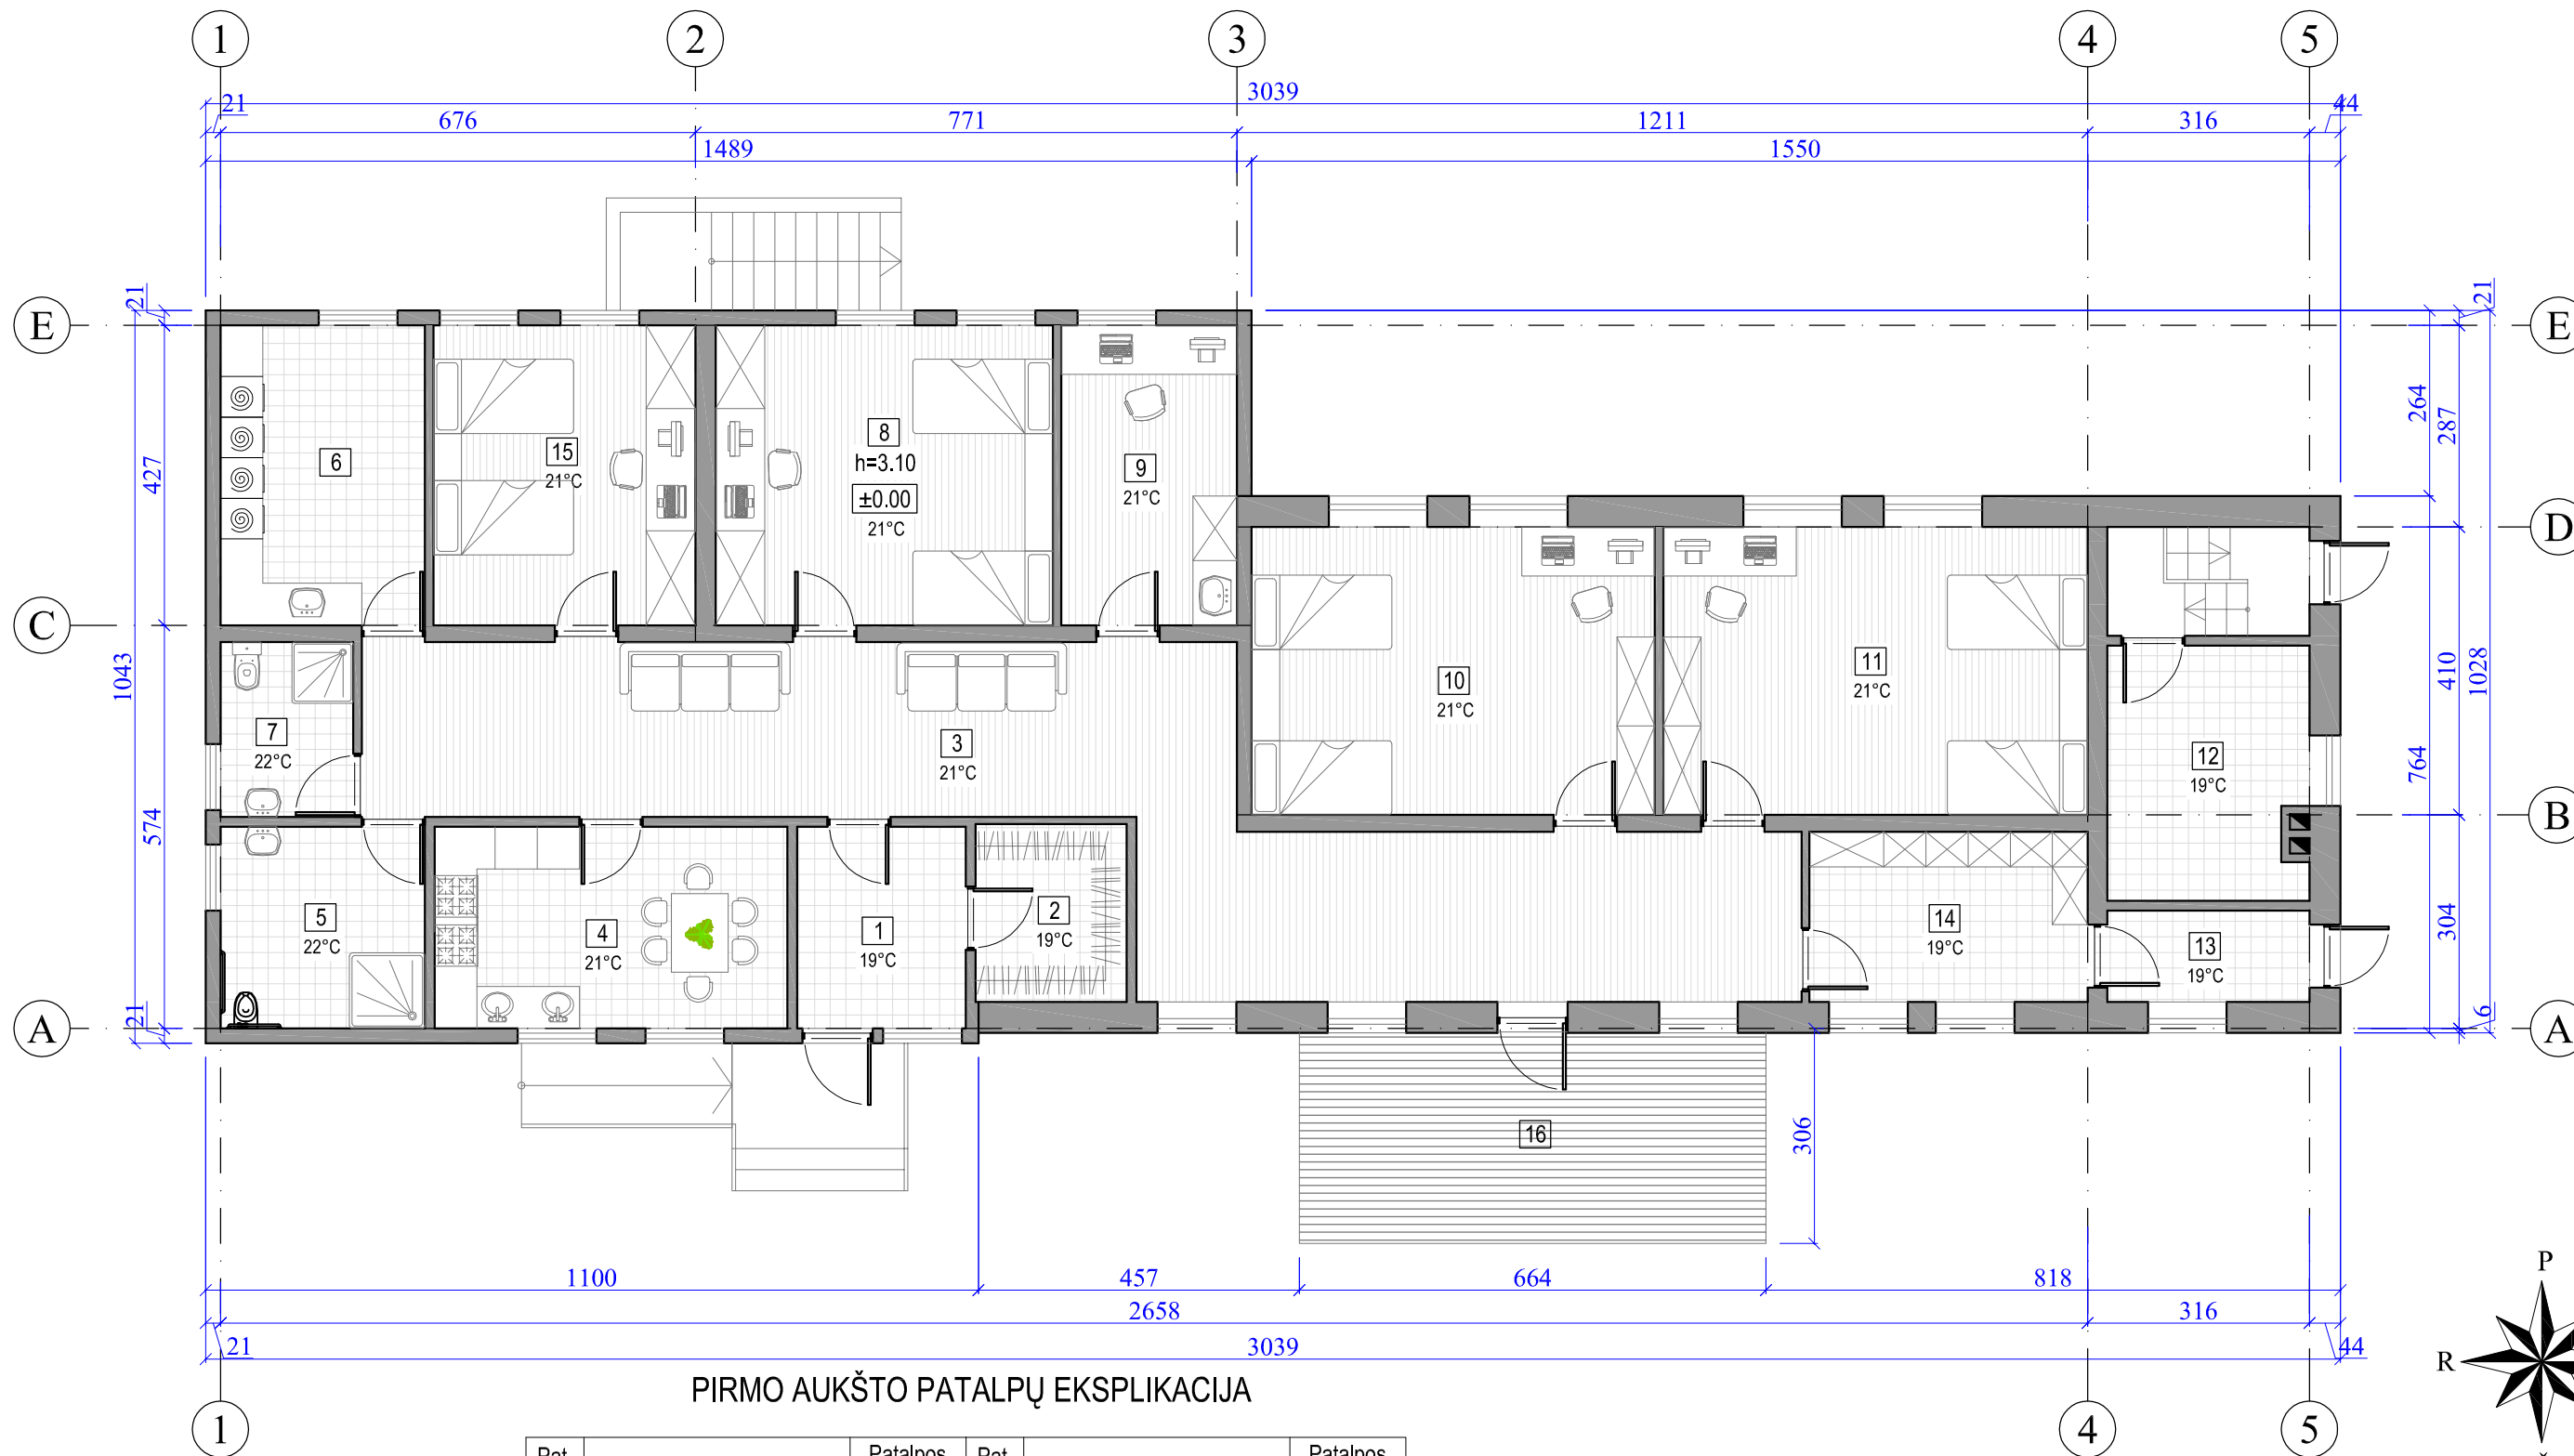 1 2 3 4 5
3039
21 44
676 771 1211 316
1489 1550
21 21
E E
6 15 8 9
21°C h=3.10 21°C
±0.00
21°C
427 264 287
D
C
1043 410 1028
10 11
21°C 21°C
7 3 12
22°C 21°C 19°C
764
574
B
5 4 1 2 14 13
22°C 21°C 19°C 19°C 19°C 19°C
304
21 6
A A
16 306
1100 457 664 818
2658 316
21 3039 44
P
R
PIRMO AUKŠTO PATALPŲ EKSPLIKACIJA
1 4 5
Pat. Patalpos Pat. Patalpos